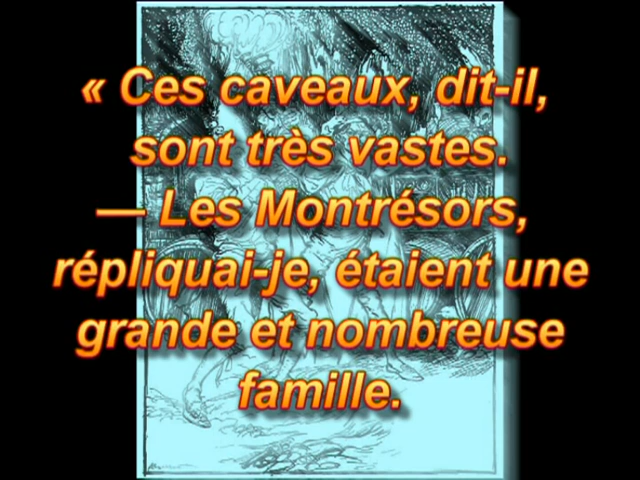 « Ces caveaux, dit-il,
sont très vastes.
— Les Montrésors,
répliquai-je, étaient une
grande et nombreuse
famille.